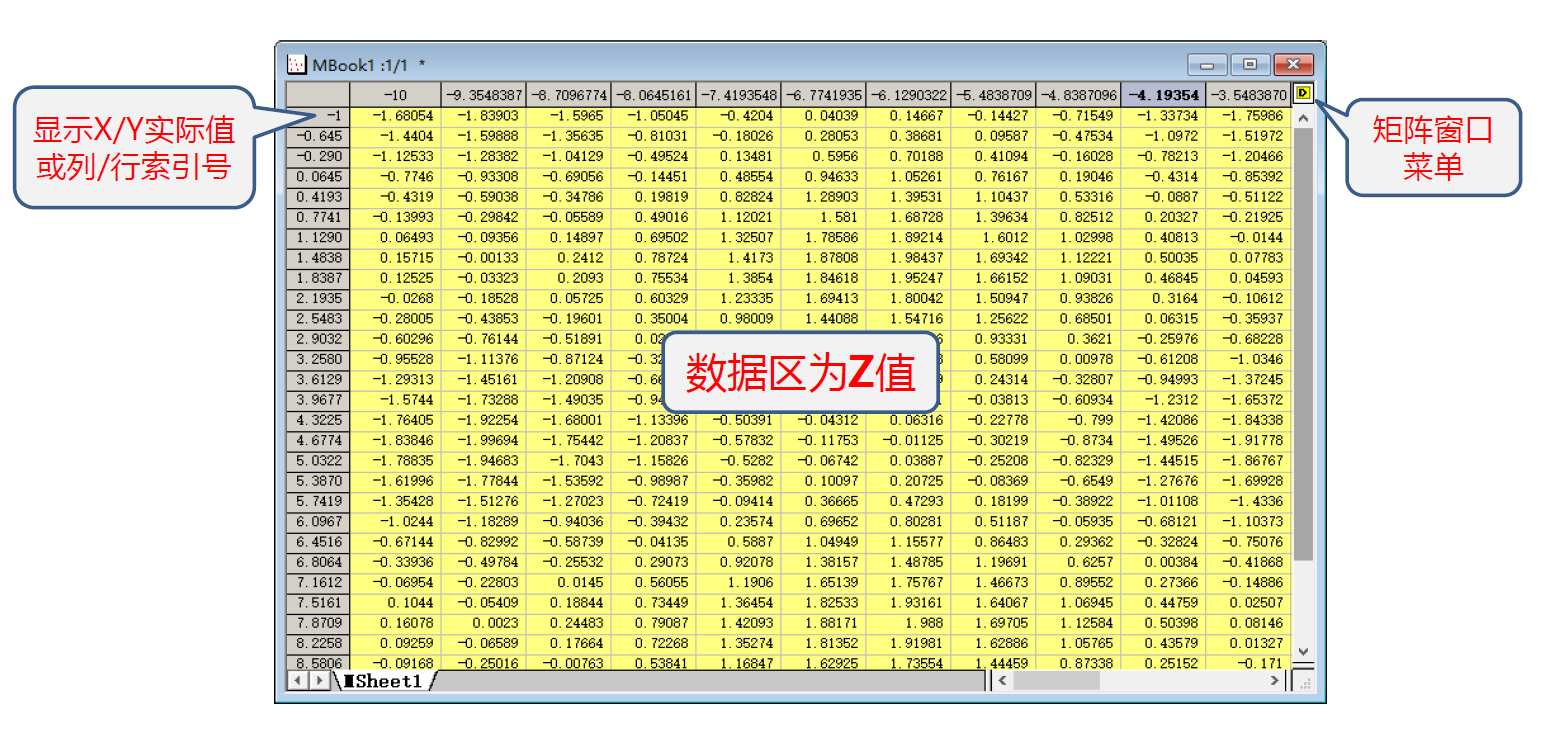 MBook1 :1/1 *
-10 -9.3548387 -8.7096774 -8.0645161 -7.4193548 -6.7741935 -6.1290322 -5.4838709 -4.8387096 -4.19354 -3.5483870 D
显示X/Y实际值
或列/行索引号
矩阵窗口
菜单
-1 -1.68054 -1.83903 -1.5965 -1.05045 -0.4204 0.04039 0.14667 -0.14427 -0.71549 -1.33734 -1.75986
-0.645 -1.4404 -1.59888 -1.35635 -0.81031 -0.18026 0.28053 0.38681 0.09587 -0.47534 -1.0972 -1.51972
-0.290 -1.12533 -1.28382 -1.04129 -0.49524 0.13481 0.5956 0.70188 0.41094 -0.16028 -0.78213 -1.20466
0.0645 -0.7746 -0.93308 -0.69056 -0.14451 0.48554 0.94633 1.05261 0.76167 0.19046 -0.4314 -0.85392
0.4193 -0.4319 -0.59038 -0.34786 0.19819 0.82824 1.28903 1.39531 1.10437 0.53316 -0.0887 -0.51122
0.7741 -0.13993 -0.29842 -0.05589 0.49016 1.12021 1.581 1.68728 1.39634 0.82512 0.20327 -0.21925
1.1290 0.06493 -0.09356 0.14897 0.69502 1.32507 1.78586 1.89214 1.6012 1.02998 0.40813 -0.0144
1.4838 0.15715 -0.00133 0.2412 0.78724 1.4173 1.87808 1.98437 1.69342 1.12221 0.50035 0.07783
1.8387 0.12525 -0.03323 0.2093 0.75534 1.3854 1.84618 1.95247 1.66152 1.09031 0.46845 0.04593
2.1935 -0.0268 -0.18528 0.05725 0.60329 1.23335 1.69413 1.80042 1.50947 0.93826 0.3164 -0.10612
2.5483 -0.28005 -0.43853 -0.19601 0.35004 0.98009 1.44088 1.54716 1.25622 0.68501 0.06315 -0.35937
2.9032 -0.60296 -0.76144 -0.51891 0.93331 0.3621 -0.25976 -0.68228
3.2580 -0.95528 -1.11376 -0.87124 0.58099 0.00978 -0.61208 -1.0346
数据区为Z值
3.6129 -1.29313 -1.45161 -1.20908 0.24314 -0.32807 -0.94993 -1.37245
3.9677 -1.5744 -1.73288 -1.49035 -0.03813 -0.60934 -1.2312 -1.65372
4.3225 -1.76405 -1.92254 -1.68001 -1.13396 -0.50391 -0.04312 0.06316 -0.22778 -0.799 -1.42086 -1.84338
4.6774 -1.83846 -1.99694 -1.75442 -1.20837 -0.57832 -0.11753 -0.01125 -0.30219 -0.8734 -1.49526 -1.91778
5.0322 -1.78835 -1.94683 -1.7043 -1.15826 -0.5282 -0.06742 0.03887 -0.25208 -0.82329 -1.44515 -1.86767
5.3870 -1.61996 -1.77844 -1.53592 -0.98987 -0.35982 0.10097 0.20725 -0.08369 -0.6549 -1.27676 -1.69928
5.7419 -1.35428 -1.51276 -1.27023 -0.72419 -0.09414 0.36665 0.47293 0.18199 -0.38922 -1.01108 -1.4336
6.0967 -1.0244 -1.18289 -0.94036 -0.39432 0.23574 0.69652 0.80281 0.51187 -0.05935 -0.68121 -1.10373
6.4516 -0.67144 -0.82992 -0.58739 -0.04135 0.5887 1.04949 1.15577 0.86483 0.29362 -0.32824 -0.75076
6.8064 -0.33936 -0.49784 -0.25532 0.29073 0.92078 1.38157 1.48785 1.19691 0.6257 0.00384 -0.41868
7.1612 -0.06954 -0.22803 0.0145 0.56055 1.1906 1.65139 1.75767 1.46673 0.89552 0.27366 -0.14886
7.5161 0.1044 -0.05409 0.18844 0.73449 1.36454 1.82533 1.93161 1.64067 1.06945 0.44759 0.02507
7.8709 0.16078 0.0023 0.24483 0.79087 1.42093 1.88171 1.988 1.69705 1.12584 0.50398 0.08146
8.2258 0.09259 -0.06589 0.17664 0.72268 1.35274 1.81352 1.91981 1.62886 1.05765 0.43579 0.01327
8.5806 -0.09168 -0.25016 -0.00763 0.53841 1.16847 1.62925 1.73554 1.44459 0.87338 0.25152 -0.171
Sheet1